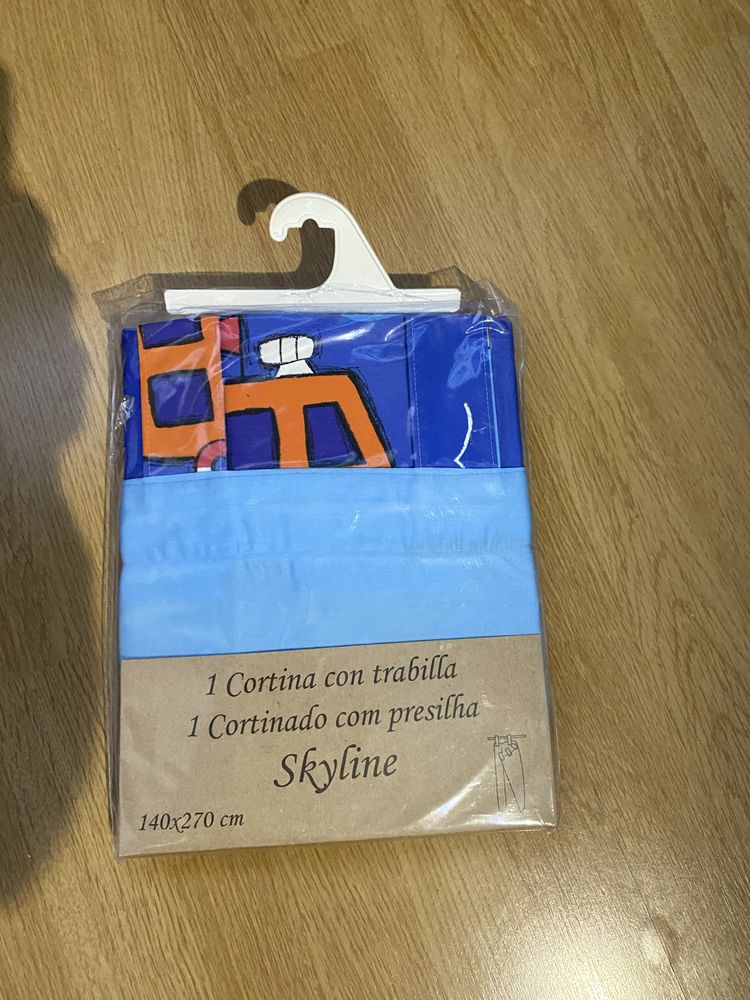 1 Cortina con trabilla
1 Cortinado com presilha
Skyline
140x270 cm